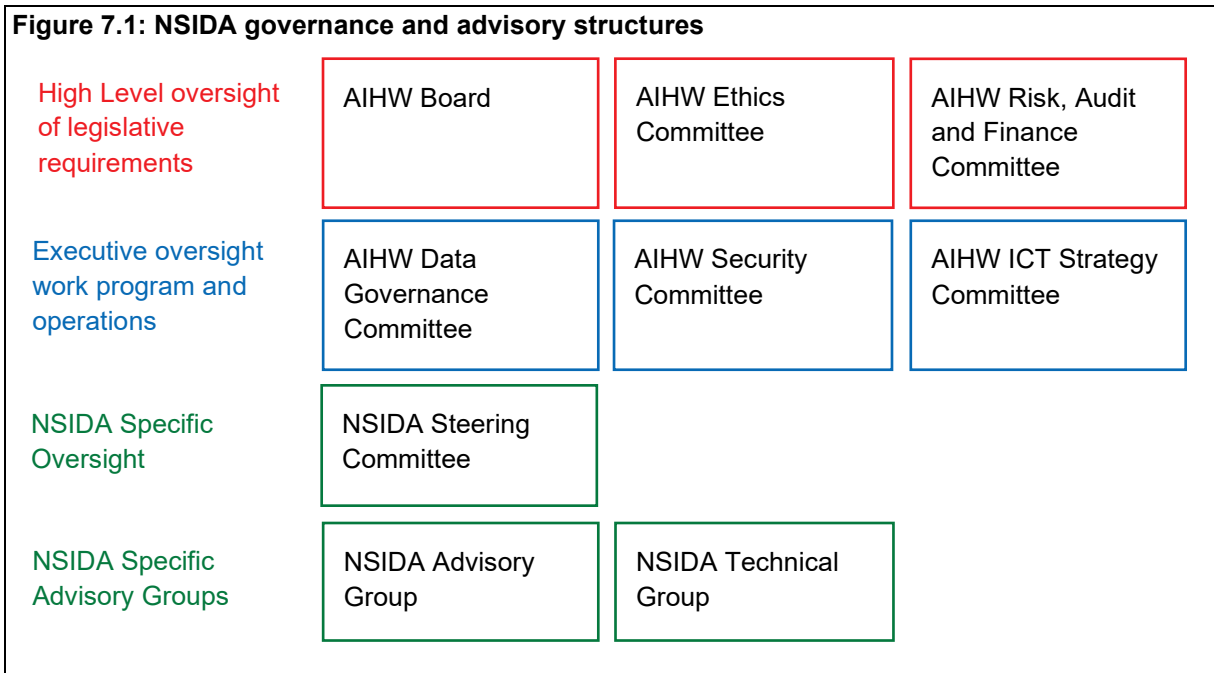 Figure 7.1: NSIDA governance and advisory structures
High Level oversight
of legislative
requirements
AIHW Board
AIHW Ethics
Committee
AIHW Risk, Audit
and Finance
Committee
Executive oversight
work program and
operations
AIHW Data
Governance
Committee
AIHW Security
Committee
AIHW ICT Strategy
Committee
NSIDA Specific
Oversight
NSIDA Steering
Committee
NSIDA Specific
Advisory Groups
NSIDA Advisory
Group
NSIDA Technical
Group